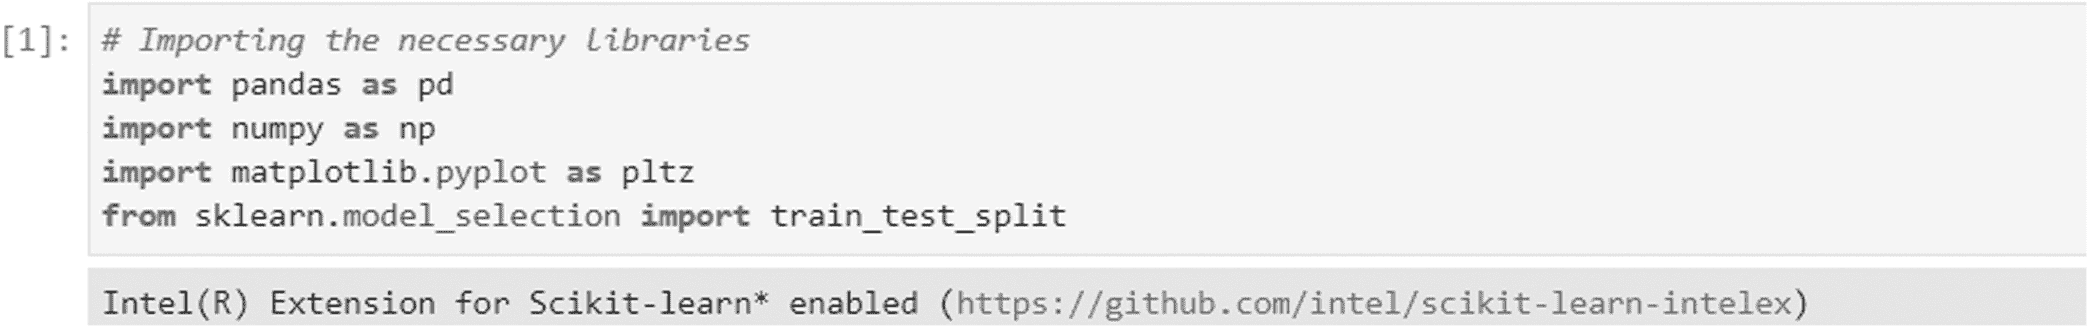 [1]: # Importing the necessary libraries
import pandas as pd
import numpy as np
import matplotlib.pyplot as pltz
from sklearn.model_selection import train_test_split
Intel(R) Extension for Scikit-learn* enabled (https://github.com/intel/scikit-learn-intelex)